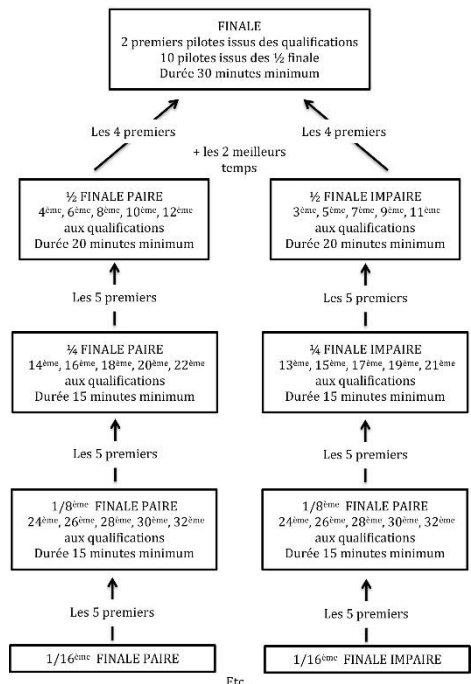 FINALE
2 premiers pilotes issus des qualifications
10 pilotes issus des ½ finale
Durée 30 minutes minimum
Les 4 premiers
Les 4 premiers
+ les 2 meilleurs
temps
½ FINALE PAIRE
4ème, 6ème, 8ème, 10ème, 12ème
aux qualifications
Durée 20 minutes minimum
½ FINALE IMPAIRE
3ème, 5ème, 7ème, 9ème, 11ème
aux qualifications
Durée 20 minutes minimum
Les 5 premiers
Les 5 premiers
¼ FINALE PAIRE
14ème, 16ème, 18ème, 20ème, 22ème
aux qualifications
Durée 15 minutes minimum
¼ FINALE IMPAIRE
13ème, 15ème, 17ème, 19ème, 21ème
aux qualifications
Durée 15 minutes minimum
Les 5 premiers
Les 5 premiers
1/8ème FINALE PAIRE
24ème, 26ème, 28ème, 30ème, 32ème
aux qualifications
Durée 15 minutes minimum
1/8ème FINALE IMPAIRE
24ème, 26ème, 28ème, 30ème, 32ème
aux qualifications
Durée 15 minutes minimum
Les 5 premiers
Les 5 premiers
1/16ème FINALE PAIRE
1/16ème FINALE IMPAIRE
Etc